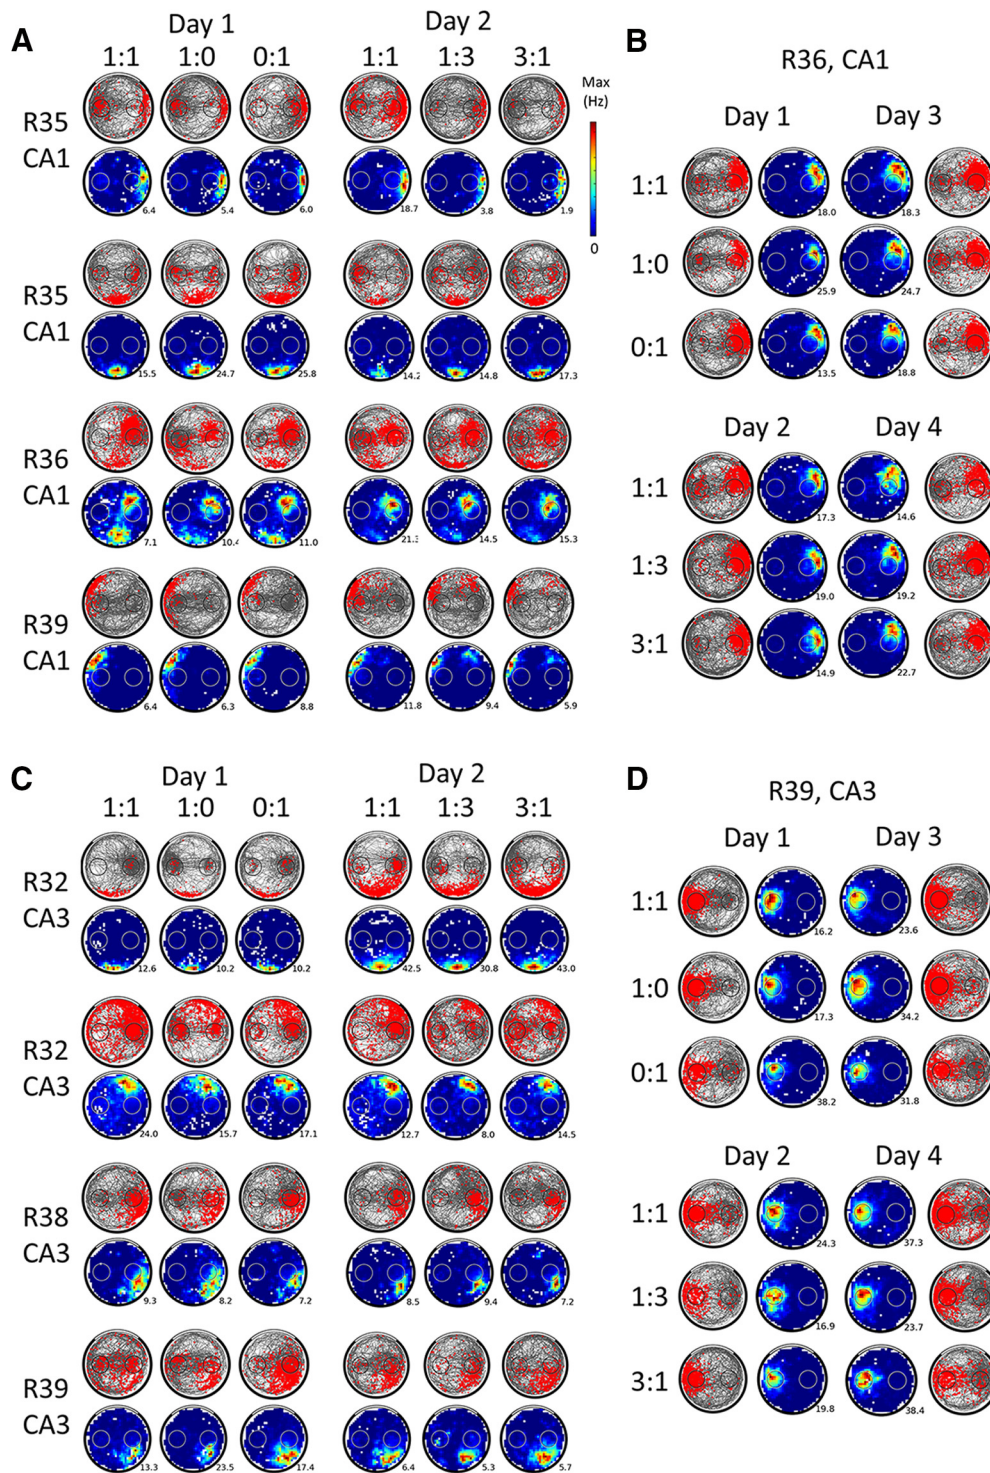 A
Day 1
Day 2
1:1 1:0 0:1 1:1 1:3 3:1
Max
(Hz)
0
R35
CA1
6.4 5.4 6.0 18.7 3.8 1.9
R35
CA1
15.5 24.7 25.8 14.2 14.8 17.3
R36
CA1
7.1 10.4 11.0 21.3 14.5 15.3
R39
CA1
6.4 6.3 8.8 11.8 9.4 5.9
B
R36, CA1
Day 1 Day 3
1:1
18.0 18.3
1:0
25.9 24.7
0:1
13.5 18.8
Day 2 Day 4
1:1
17.3 14.6
1:3
19.0 19.2
3:1
14.9 22.7
C
Day 1
Day 2
1:1 1:0 0:1 1:1 1:3 3:1
R32
CA3
12.6 10.2 10.2 42.5 30.8 43.0
R32
CA3
24.0 15.7 17.1 12.7 8.0 14.5
R38
CA3
9.3 8.2 7.2 8.5 9.4 7.2
R39
CA3
13.3 23.5 17.4 6.4 5.3 5.7
D
R39, CA3
Day 1 Day 3
1:1
16.2 23.6
1:0
17.3 34.2
0:1
38.2 31.8
Day 2 Day 4
1:1
24.3 37.3
1:3
16.9 23.7
3:1
19.8 38.4